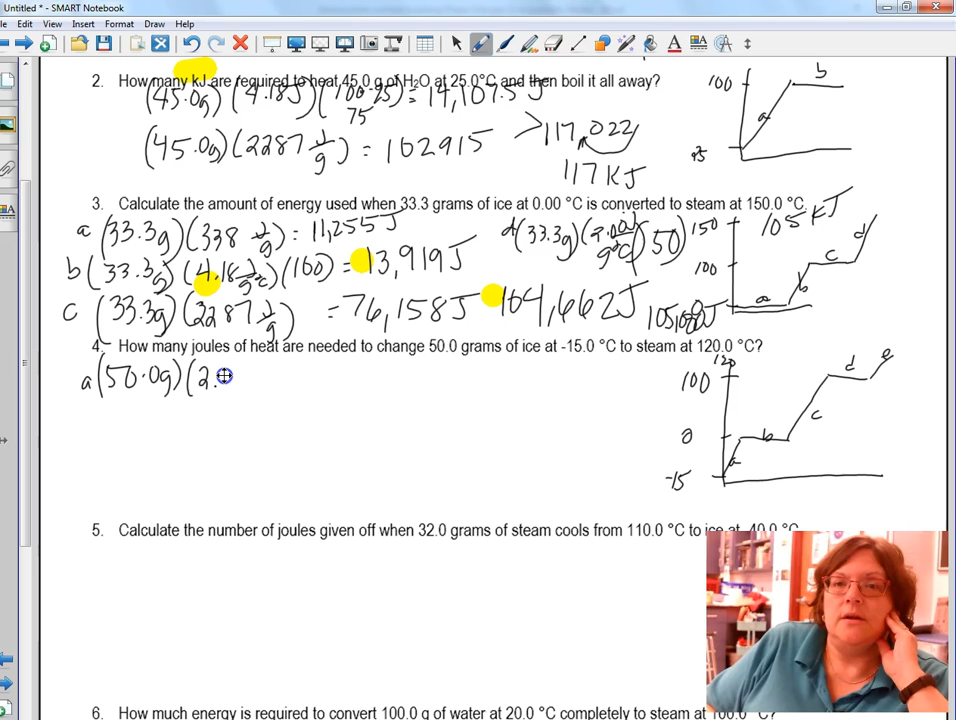 Untitled * - SMART Notebook
File Edit View Insert Format Tools Draw Help
2. How many kJ are required to heat 45.0 g of H₂O at 25.0°C and then boil it all away?
(45.0g)(4.18J)(100-25) = 14,107.5 J
75
(45.0g)(2287 J/g) = 102915
>117,022
117 KJ
100
b
a
25
3. Calculate the amount of energy used when 33.3 grams of ice at 0.00 °C is converted to steam at 150.0 °C.
105 kJ
a (33.3g)(338 J/g) = 11,255 J
d (33.3g)(2.00J/g°C)(50)
b (33.3g)(4.18 J/g°C)(100) = 13,919 J
c (33.3g)(2287 J/g) = 76,158 J
104,662 J
150
100
a
b
c
d
4. How many joules of heat are needed to change 50.0 grams of ice at -15.0 °C to steam at 120.0 °C?
a (50.0g)(2.
120
100
0
-15
a
b
c
d
e
5. Calculate the number of joules given off when 32.0 grams of steam cools from 110.0 °C to ice at -40.0 °C.
6. How much energy is required to convert 100.0 g of water at 20.0 °C completely to steam at 100.0 °C?